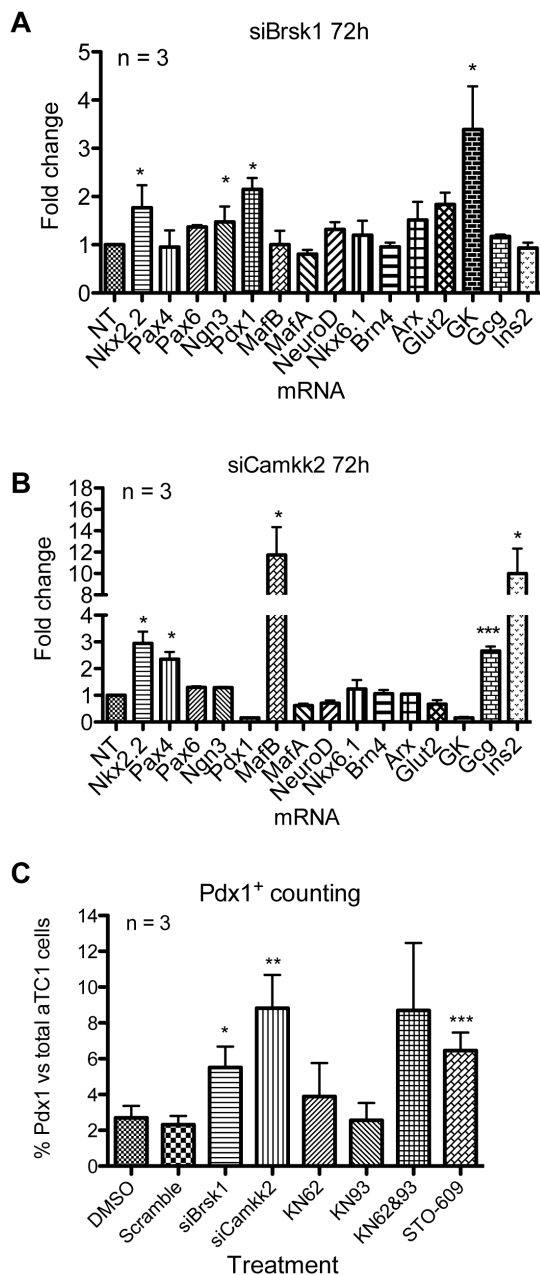 A
siBrsk1 72h
n = 3
Fold change
5
4
3
2
1
0
*
*
*
*
NT
Nkx2.2
Pax4
Pax6
Ngn3
Pdx1
MafB
MafA
NeuroD
Nkx6.1
Brn4
Arx
Glut2
GK
Gcg
Ins2
mRNA
B
siCamkk2 72h
n = 3
Fold change
18
16
14
12
10
8
4
3
2
1
0
*
*
*
***
*
NT
Nkx2.2
Pax4
Pax6
Ngn3
Pdx1
MafB
MafA
NeuroD
Nkx6.1
Brn4
Arx
Glut2
GK
Gcg
Ins2
mRNA
C
Pdx1+ counting
n = 3
% Pdx1 vs total aTC1 cells
14
12
10
8
6
4
2
0
*
**
***
DMSO
Scramble
siBrsk1
siCamkk2
KN62
KN93
KN62&93
STO-609
Treatment